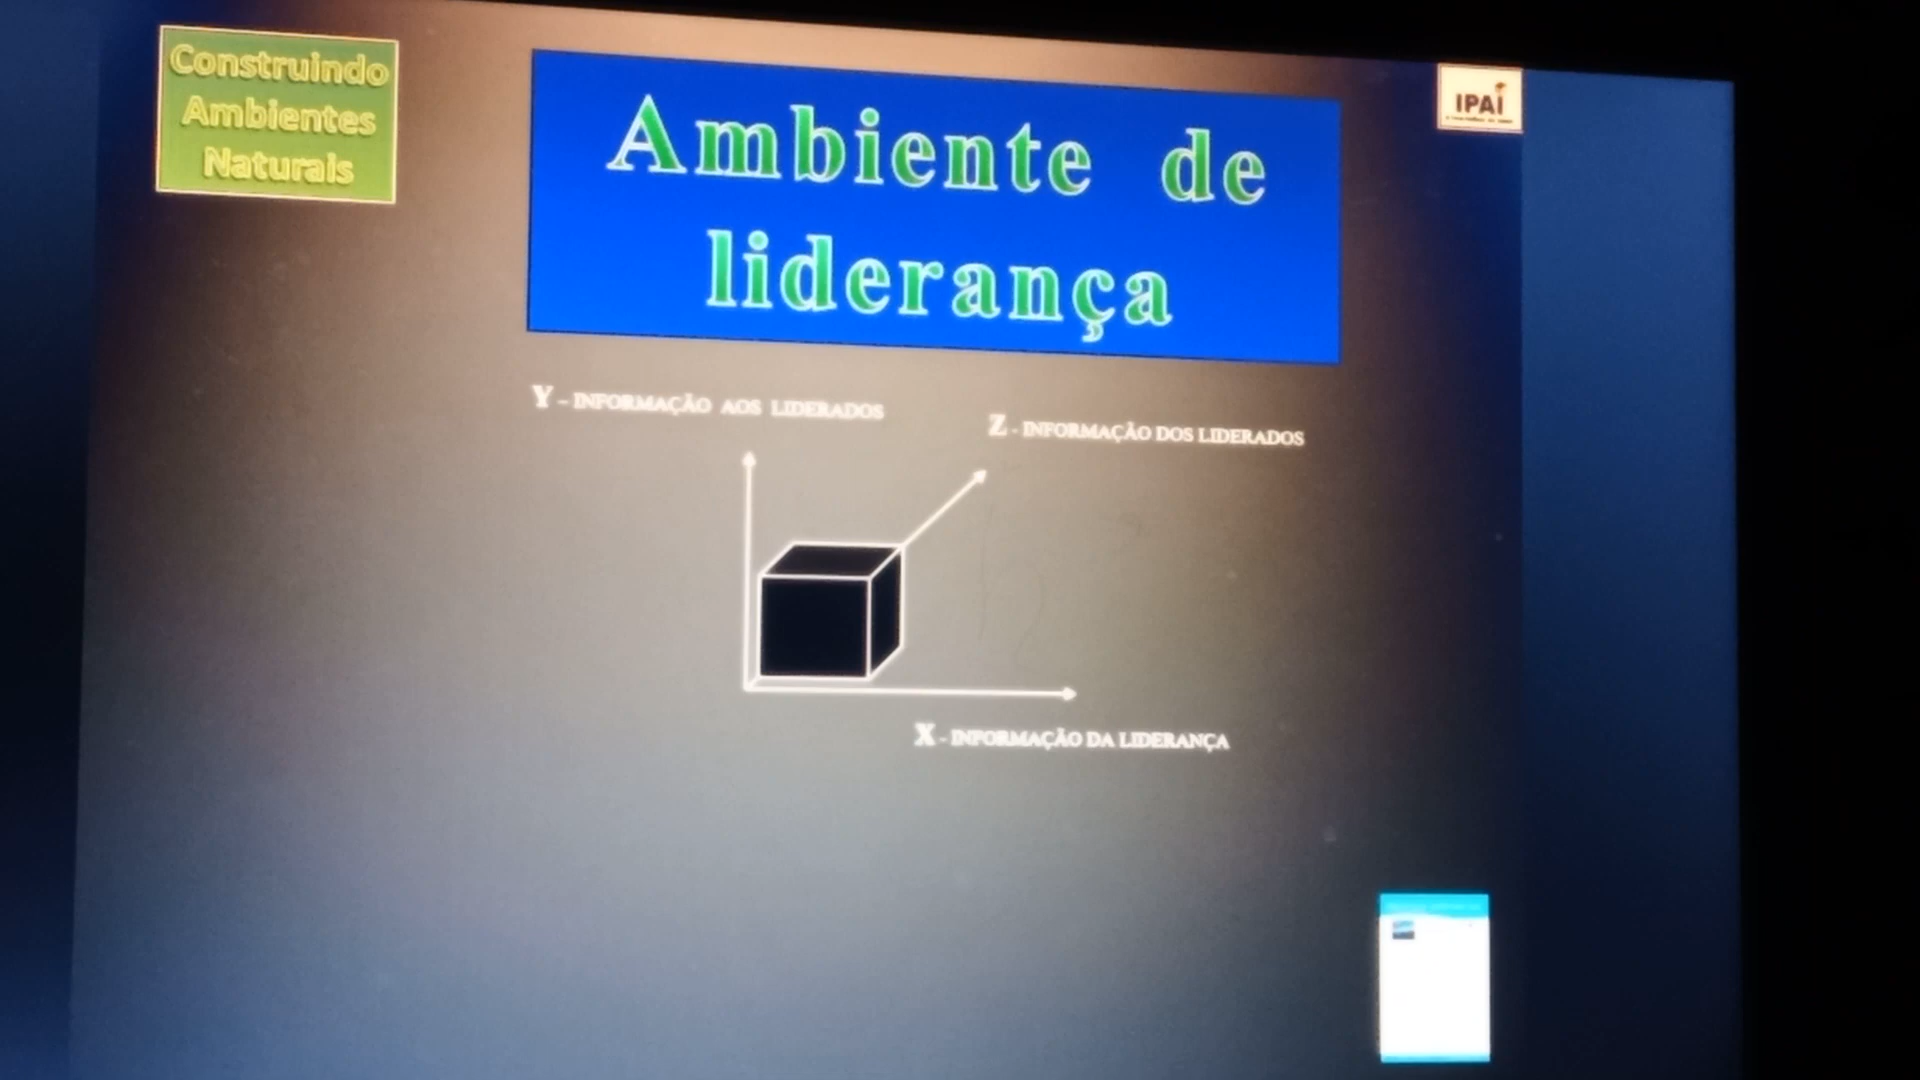 Construindo
Ambientes
Naturais
Ambiente de
liderança
IPAI
Y - INFORMAÇÃO AOS LIDERADOS
Z - INFORMAÇÃO DOS LIDERADOS
X - INFORMAÇÃO DA LIDERANÇA